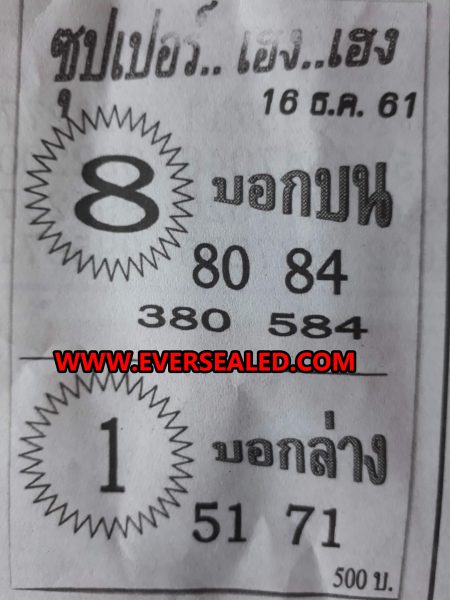 ซุปเปอร์.. เฮง..เฮง
16 ธ.ค. 61
8 บอกบน
80 84
380 584
WWW.EVERSEALED.COM
1 บอกล่าง
51 71
500 บ.